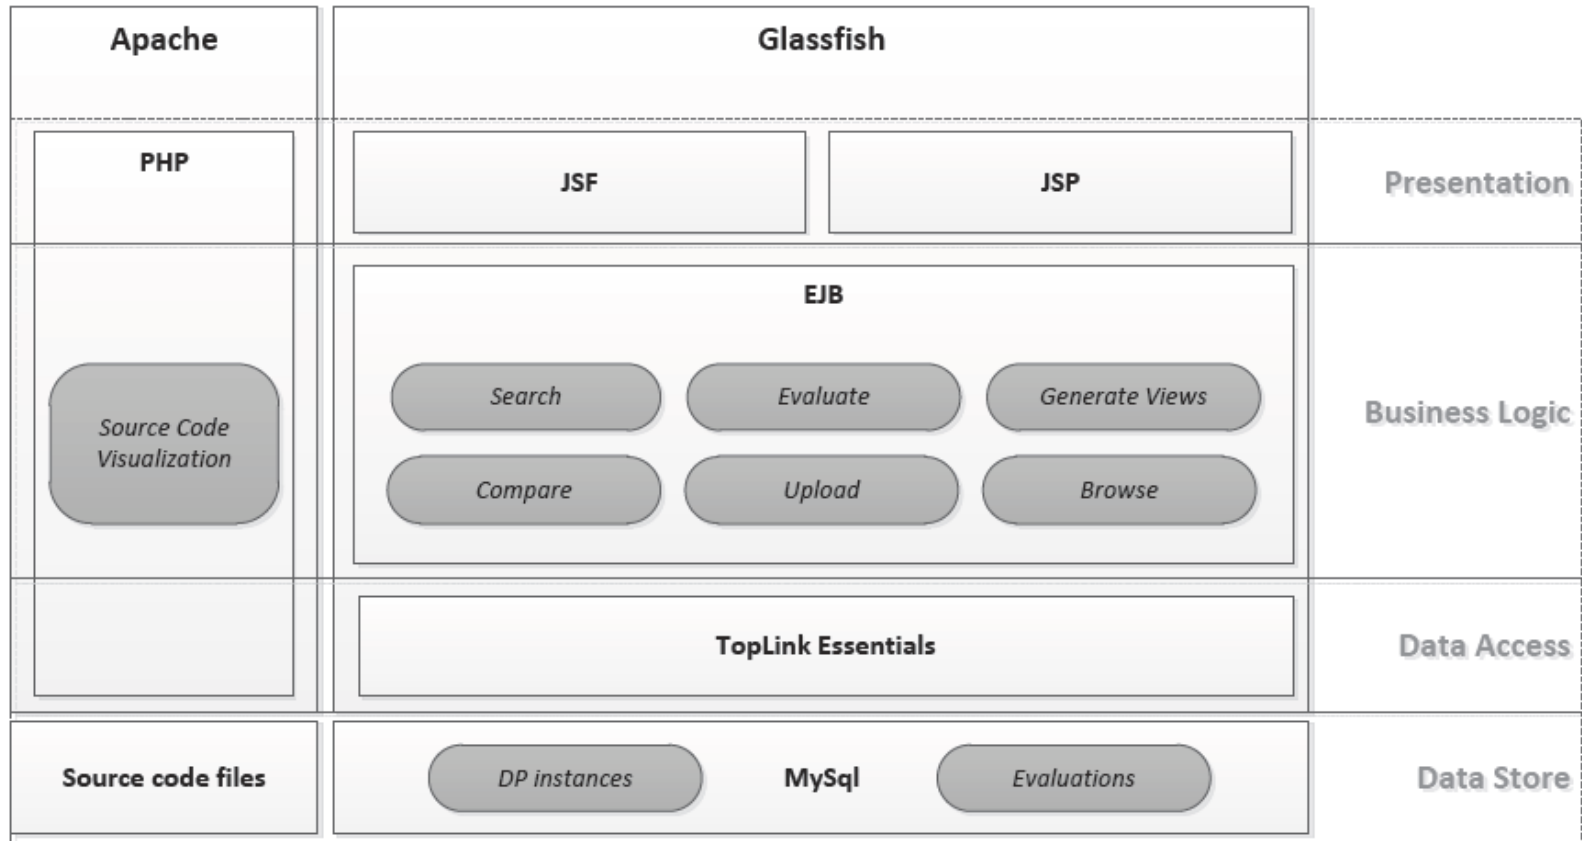 Apache
Glassfish
PHP
JSF
JSP
Presentation
EJB
Search
Evaluate
Generate Views
Source Code
Visualization
Business Logic
Compare
Upload
Browse
TopLink Essentials
Data Access
Source code files
DP instances
MySql
Evaluations
Data Store